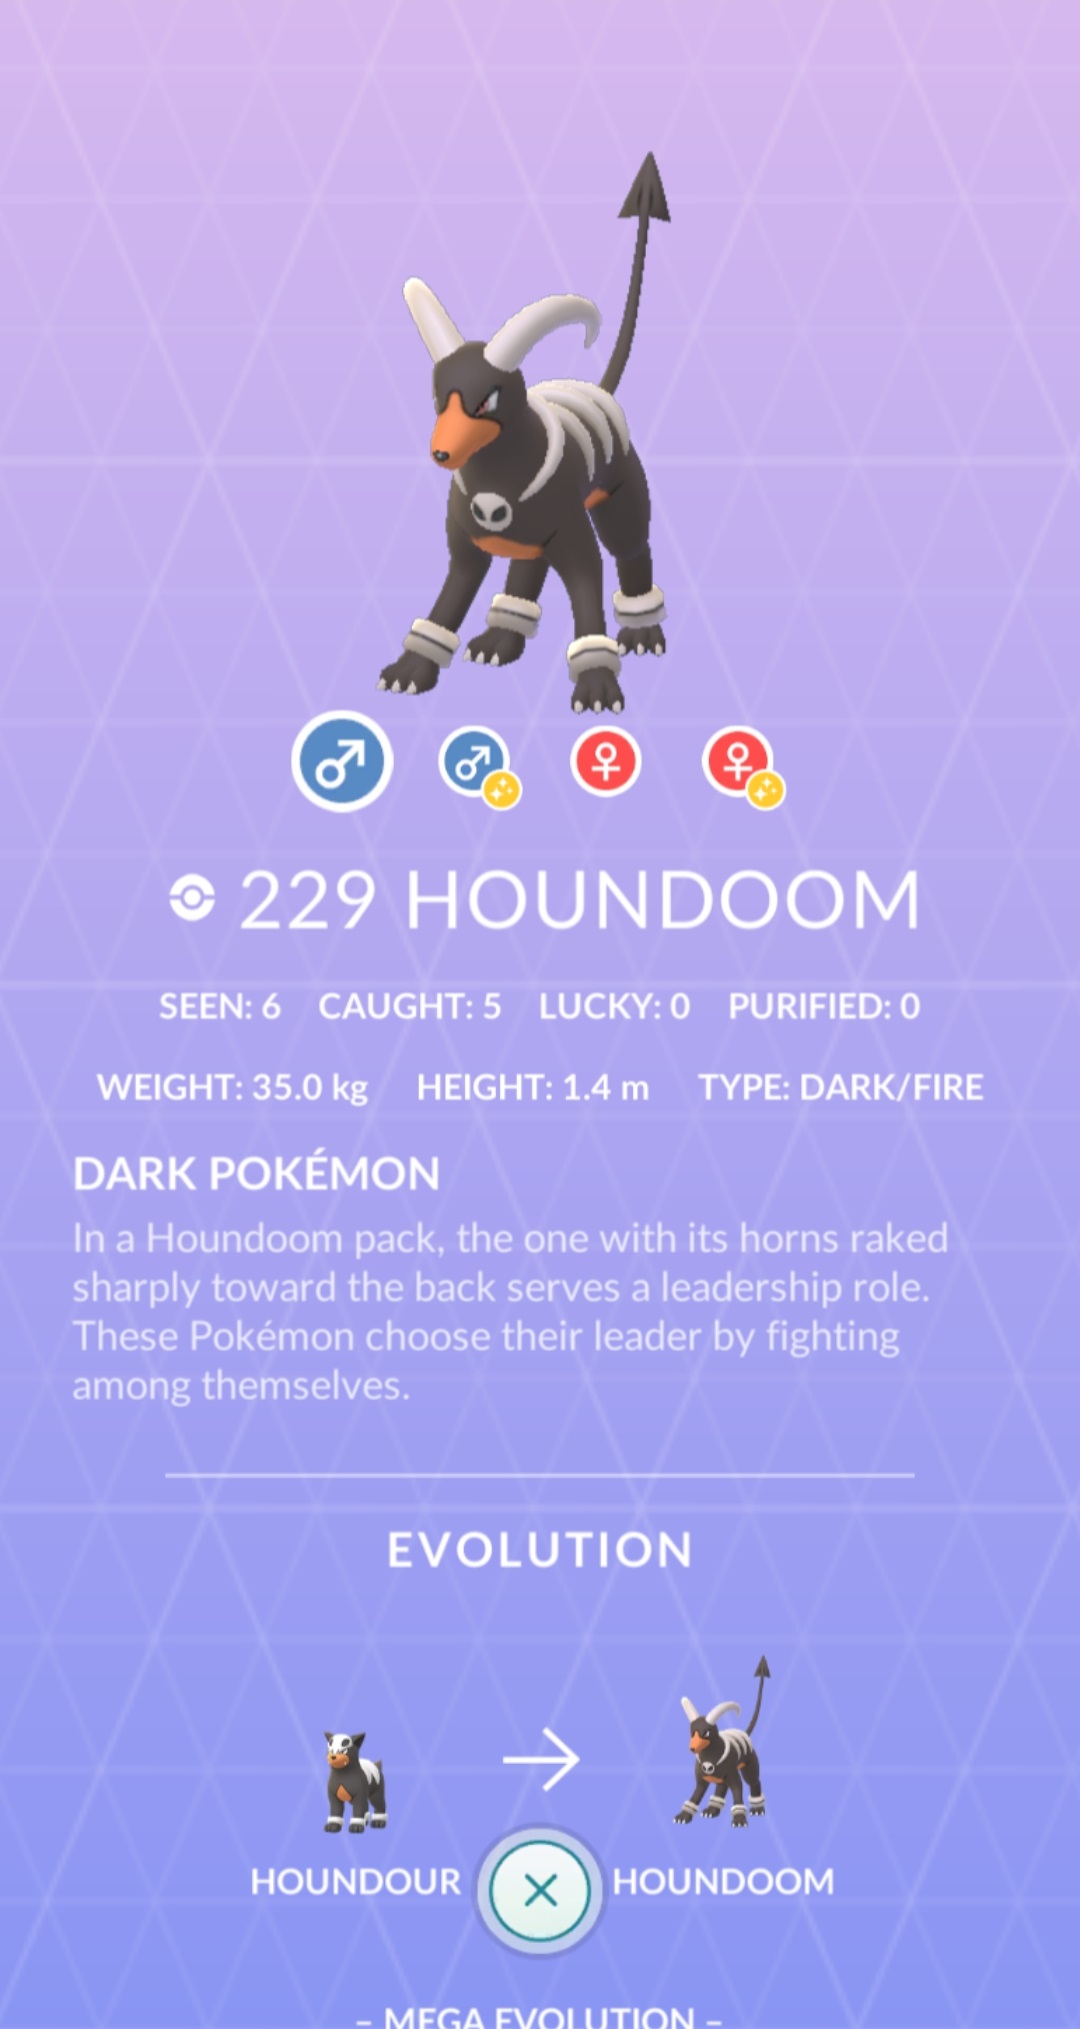 229 HOUNDOOM
SEEN: 6 CAUGHT: 5 LUCKY: 0 PURIFIED: 0
WEIGHT: 35.0 kg HEIGHT: 1.4 m TYPE: DARK/FIRE
DARK POKÉMON
In a Houndoom pack, the one with its horns raked
sharply toward the back serves a leadership role.
These Pokémon choose their leader by fighting
among themselves.
EVOLUTION
HOUNDOUR HOUNDOOM
– MEGA EVOLUTION –